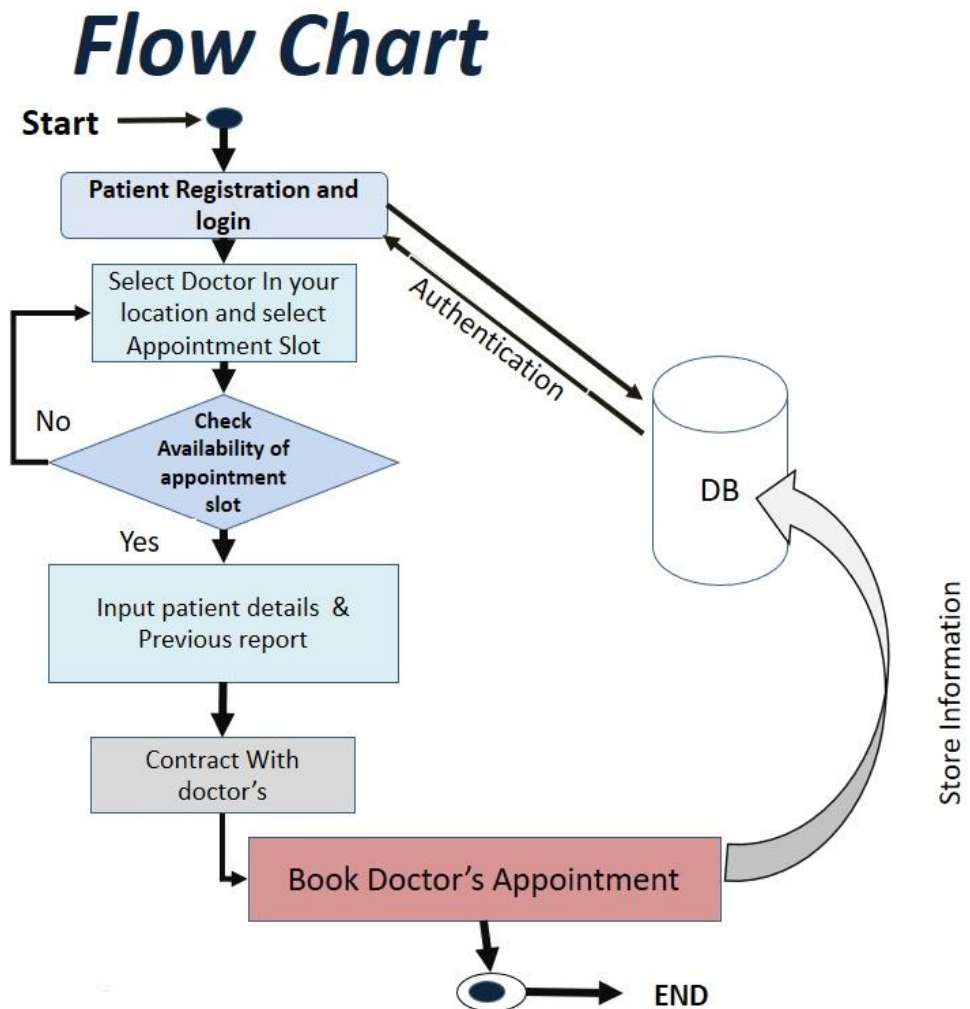 Flow Chart
Start
Patient Registration and
login
Select Doctor In your
location and select
Appointment Slot
Authentication
No
Check
Availability of
appointment
slot
DB
Yes
Input patient details &
Previous report
Store Information
Contract With
doctor's
Book Doctor's Appointment
END